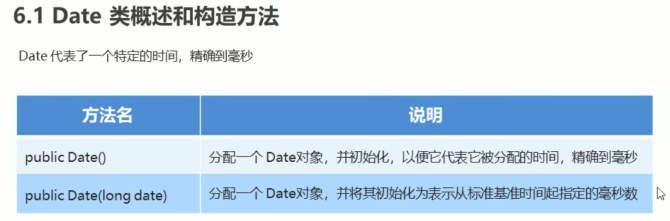 6.1 Date 类概述和构造方法
Date 代表了一个特定的时间，精确到毫秒
方法名 说明
public Date() 分配一个 Date对象，并初始化，以便它代表它被分配的时间，精确到毫秒
public Date(long date) 分配一个 Date对象，并将其初始化为表示从标准基准时间起指定的毫秒数